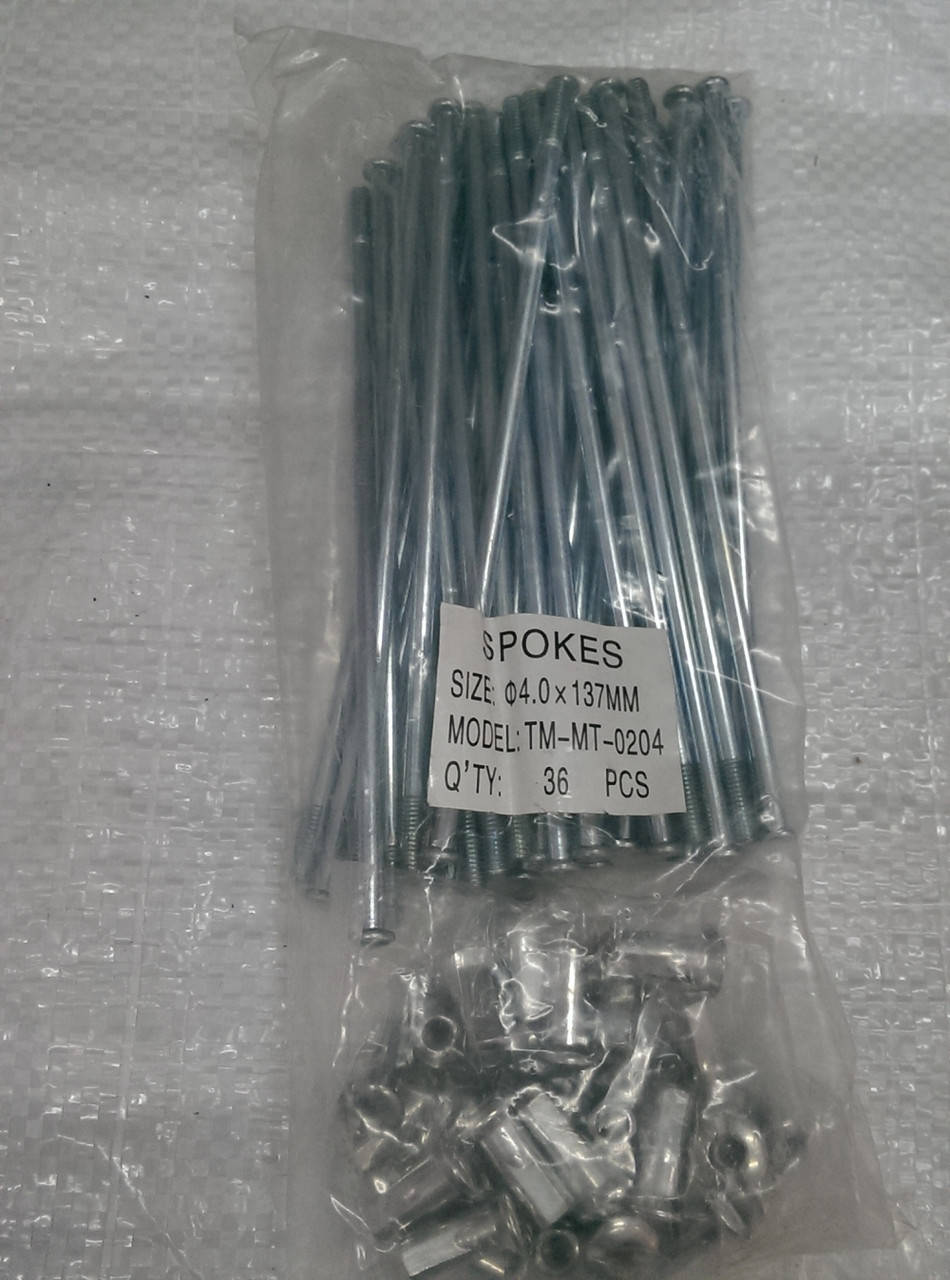 SPOKES
SIZE: Φ4.0×137MM
MODEL: TM-MT-0204
Q'TY: 36 PCS